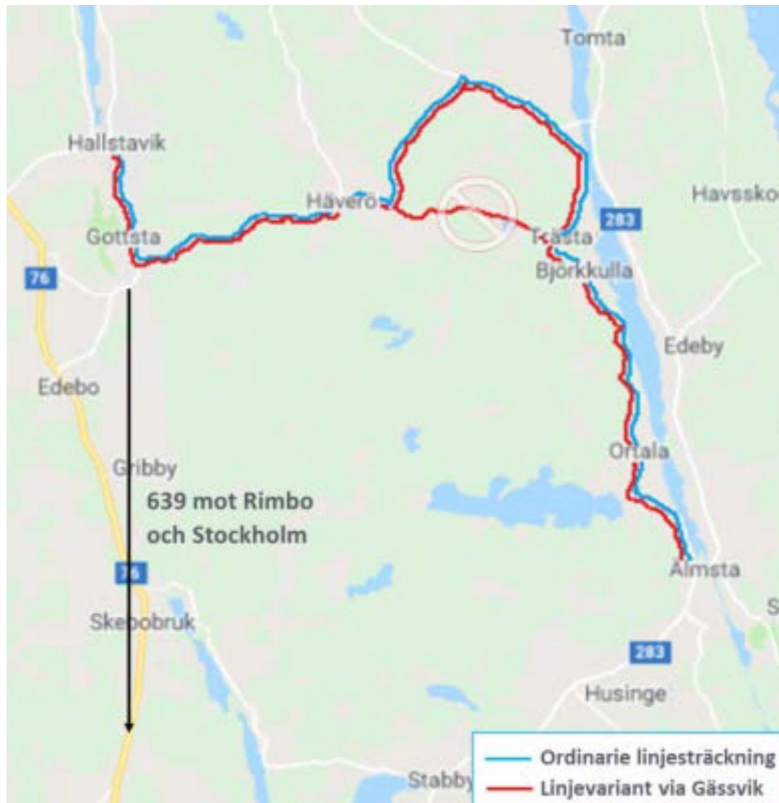 Tomta
Hallstavik
Havssko
Häverö
283
Gottsta
Trästa
Björkkulla
76
Edeby
Edebo
Ortala
Gribby
639 mot Rimbo
och Stockholm
Älmsta
76
Skebobruk
S
283
Husinge
Ordinarie linjesträckning
Stabby
Linjevariant via Gässvik